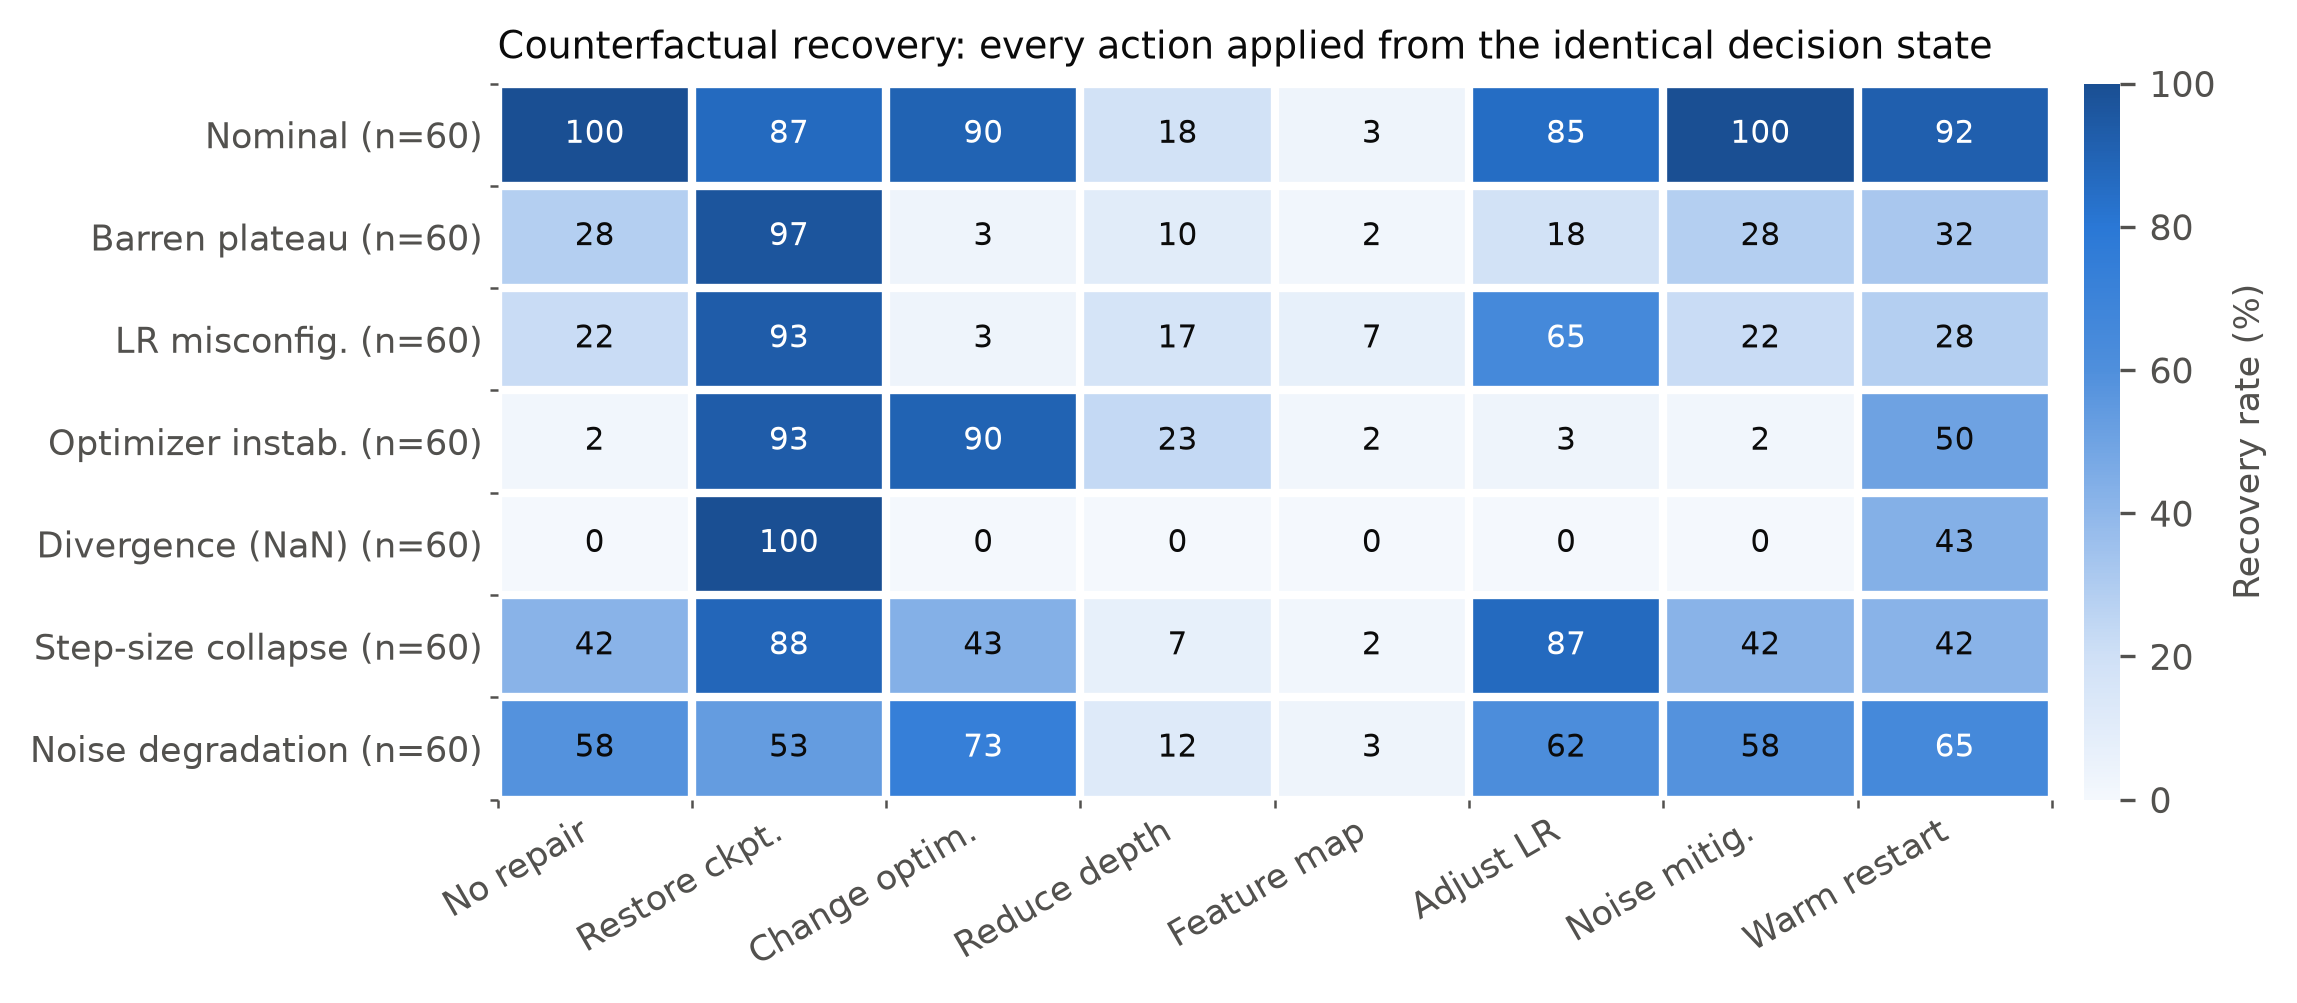 Counterfactual recovery: every action applied from the identical decision state
Nominal (n=60) 100 87 90 18 3 85 100 92
Barren plateau (n=60) 28 97 3 10 2 18 28 32
LR misconfig. (n=60) 22 93 3 17 7 65 22 28
Optimizer instab. (n=60) 2 93 90 23 2 3 2 50
Divergence (NaN) (n=60) 0 100 0 0 0 0 0 43
Step-size collapse (n=60) 42 88 43 7 2 87 42 42
Noise degradation (n=60) 58 53 73 12 3 62 58 65
No repair
Restore ckpt.
Change optim.
Reduce depth
Feature map
Adjust LR
Noise mitig.
Warm restart
100
80
60
40
20
0
Recovery rate (%)